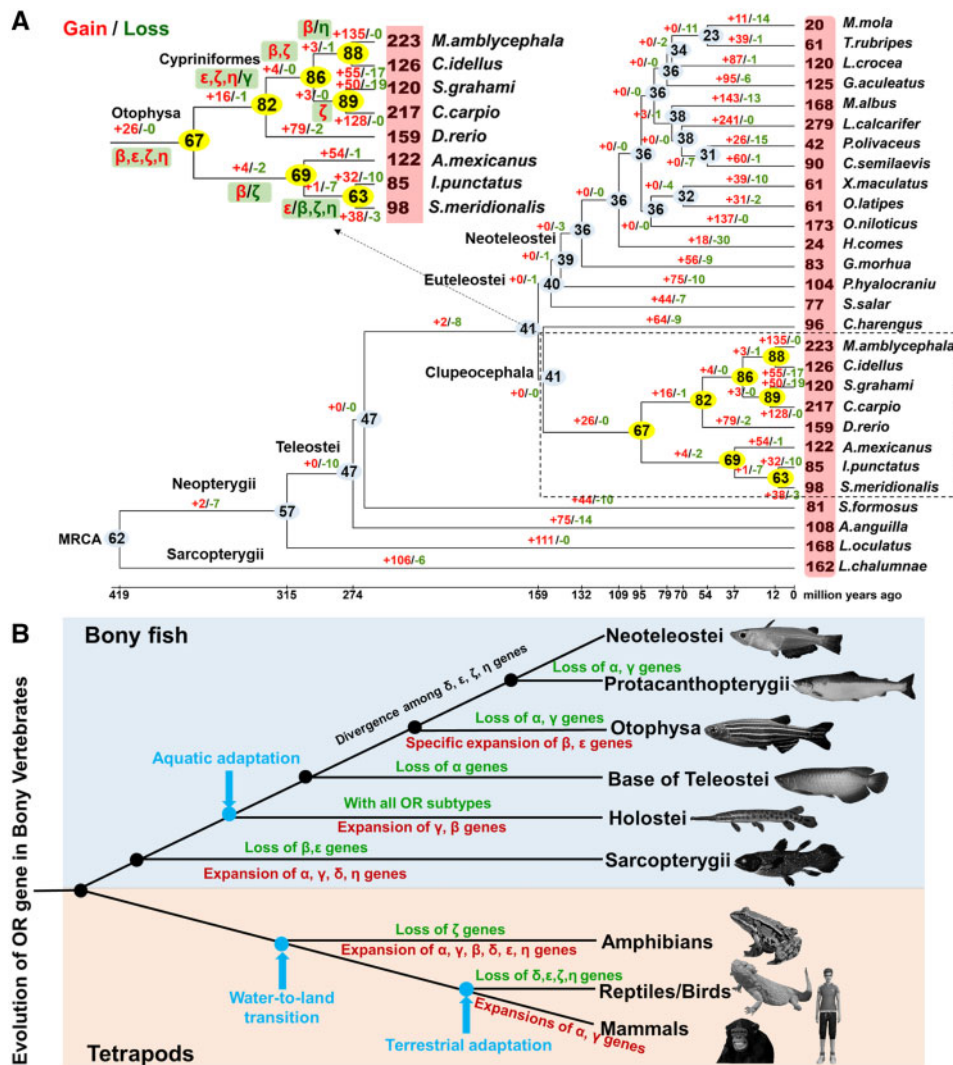 A
Gain / Loss
Cypriniformes
Otophysa
+26/-0
β,ε,ζ,η
67
+16/-1
ε,ζ,η/γ
82
+4/-0
β,ζ
86
+3/-1
β/η
88
+135/-0
223 M.amblycephala
+55/-17
126 C.idellus
+50/-19
120 S.grahami
+3/-0
ζ
89
+128/-0
217 C.carpio
+79/-2
159 D.rerio
+4/-2
β/ζ
69
+54/-1
122 A.mexicanus
+1/-7
ε/β,ζ,η
63
+32/-10
85 I.punctatus
+38/-3
98 S.meridionalis
+0/-11
23
+11/-14
20 M.mola
+39/-1
61 T.rubripes
+0/-2
34
+87/-1
120 L.crocea
+0/-0
36
+95/-6
125 G.aculeatus
+0/-0
36
+143/-13
168 M.albus
+3/-1
38
+241/-0
279 L.calcarifer
+0/-0
38
+26/-15
42 P.olivaceus
+0/-7
31
+60/-1
90 C.semilaevis
+0/-0
36
+0/-4
32
+39/-10
61 X.maculatus
+31/-2
61 O.latipes
+0/-0
36
+137/-0
173 O.niloticus
+0/-0
36
+18/-30
24 H.comes
Neoteleostei
+0/-3
36
+56/-9
83 G.morhua
+0/-1
39
+75/-10
104 P.hyalocraniu
Euteleostei
+0/-1
40
+44/-7
77 S.salar
+2/-8
41
+64/-9
96 C.harengus
Clupeocephala
41
+0/-0
+26/-0
67
+16/-1
82
+4/-0
86
+3/-1
88
+135/-0
223 M.amblycephala
+55/-17
126 C.idellus
+50/-19
120 S.grahami
+3/-0
89
+128/-0
217 C.carpio
+79/-2
159 D.rerio
+4/-2
69
+54/-1
122 A.mexicanus
+1/-7
63
+32/-10
85 I.punctatus
+38/-3
98 S.meridionalis
+0/-0
47
+44/-10
81 S.formosus
Teleostei
+0/-10
47
+75/-14
108 A.anguilla
Neopterygii
+2/-7
57
+111/-0
168 L.oculatus
MRCA
62
Sarcopterygii
+106/-6
162 L.chalumnae
419 315 274 159 132 109 95 79 70 54 37 12 0 million years ago
B
Evolution of OR gene in Bony Vertebrates
Bony fish
Neoteleostei
Divergence among δ, ε, ζ, η genes
Loss of α, γ genes
Protacanthopterygii
Loss of α, γ genes
Otophysa
Specific expansion of β, ε genes
Aquatic adaptation
Loss of α genes
Base of Teleostei
With all OR subtypes
Holostei
Expansion of γ, β genes
Loss of β,ε genes
Sarcopterygii
Expansion of α, γ, δ, η genes
Loss of ζ genes
Amphibians
Expansion of α, γ, β, δ, ε, η genes
Water-to-land
transition
Loss of δ,ε,ζ,η genes
Reptiles/Birds
Expansions of α, γ genes
Mammals
Terrestrial adaptation
Tetrapods